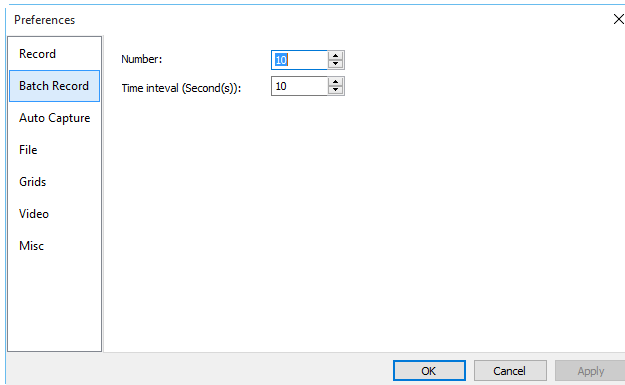 Preferences
Record
Batch Record
Auto Capture
File
Grids
Video
Misc
Number: 10
Time inteval (Second(s)): 10
OK Cancel Apply